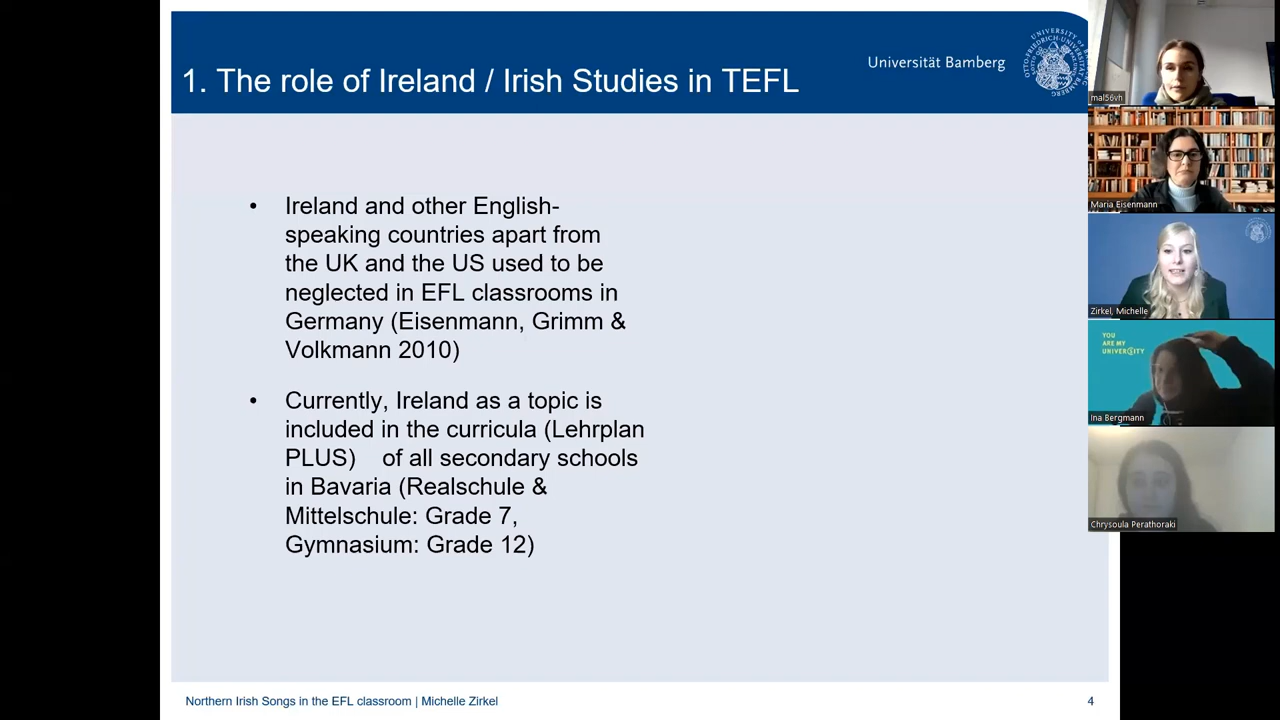 1. The role of Ireland / Irish Studies in TEFL
Universität Bamberg
• Ireland and other English-
speaking countries apart from
the UK and the US used to be
neglected in EFL classrooms in
Germany (Eisenmann, Grimm &
Volkmann 2010)
• Currently, Ireland as a topic is
included in the curricula (Lehrplan
PLUS) of all secondary schools
in Bavaria (Realschule &
Mittelschule: Grade 7,
Gymnasium: Grade 12)
Northern Irish Songs in the EFL classroom | Michelle Zirkel
4
mal56vh
Maria Eisenmann
Zirkel, Michelle
YOU
ARE MY
UNIVERSITY
Ina Bergmann
Chrysoula Perathoraki